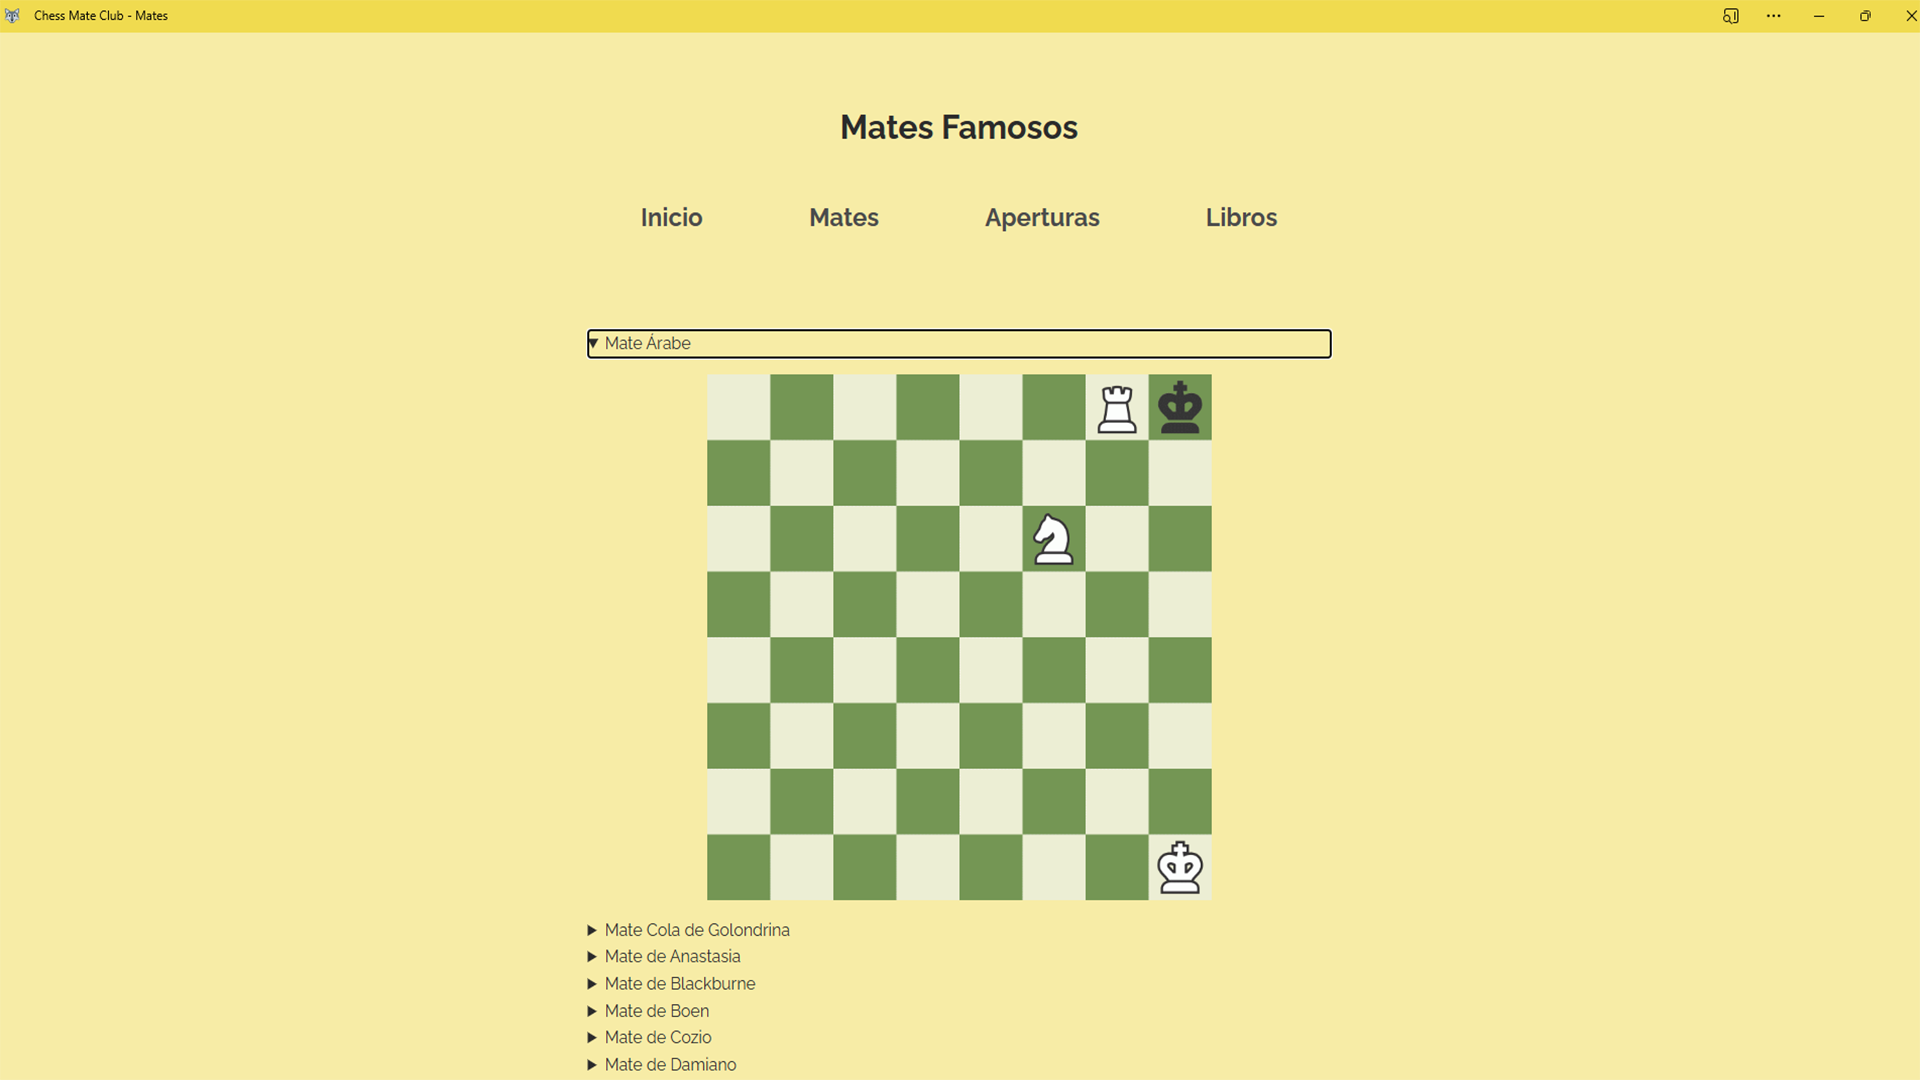 Chess Mate Club - Mates
Mates Famosos
Inicio Mates Aperturas Libros
Mate Árabe
Mate Cola de Golondrina
Mate de Anastasia
Mate de Blackburne
Mate de Boen
Mate de Cozio
Mate de Damiano